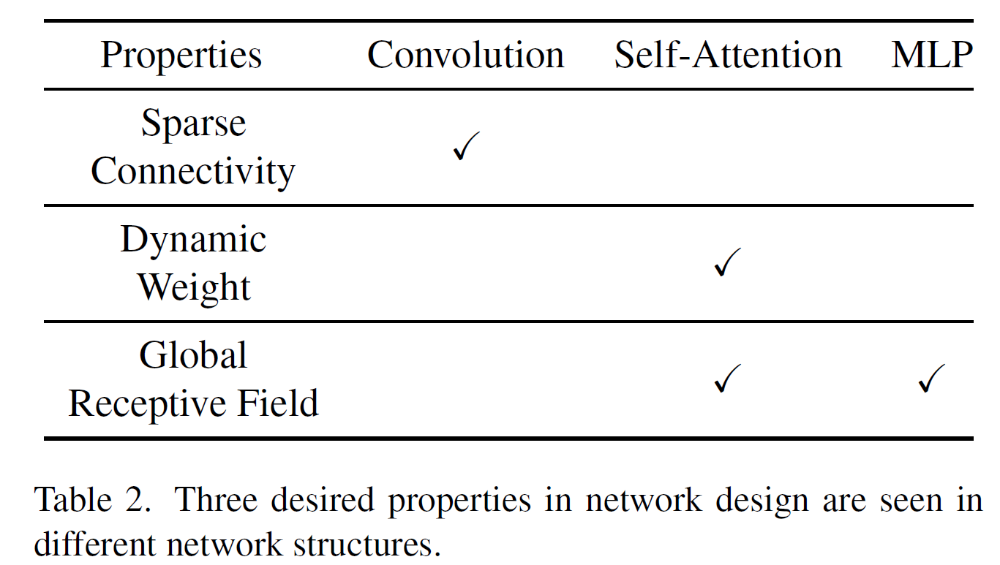 Properties Convolution Self-Attention MLP
Sparse
Connectivity ✓
Dynamic
Weight ✓
Global
Receptive Field ✓ ✓
Table 2. Three desired properties in network design are seen in
different network structures.